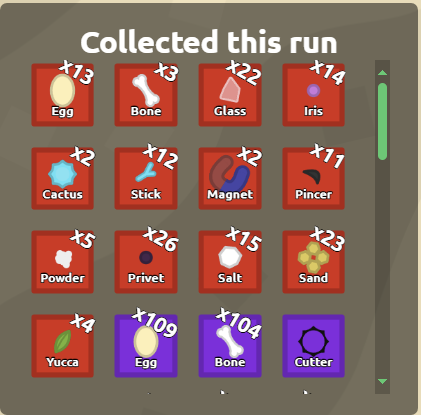 Collected this run
x13 x3 x22 x14
Egg Bone Glass Iris
x2 x12 x2 x11
Cactus Stick Magnet Pincer
x5 x26 x15 x23
Powder Privet Salt Sand
x4 x109 x104
Yucca Egg Bone Cutter